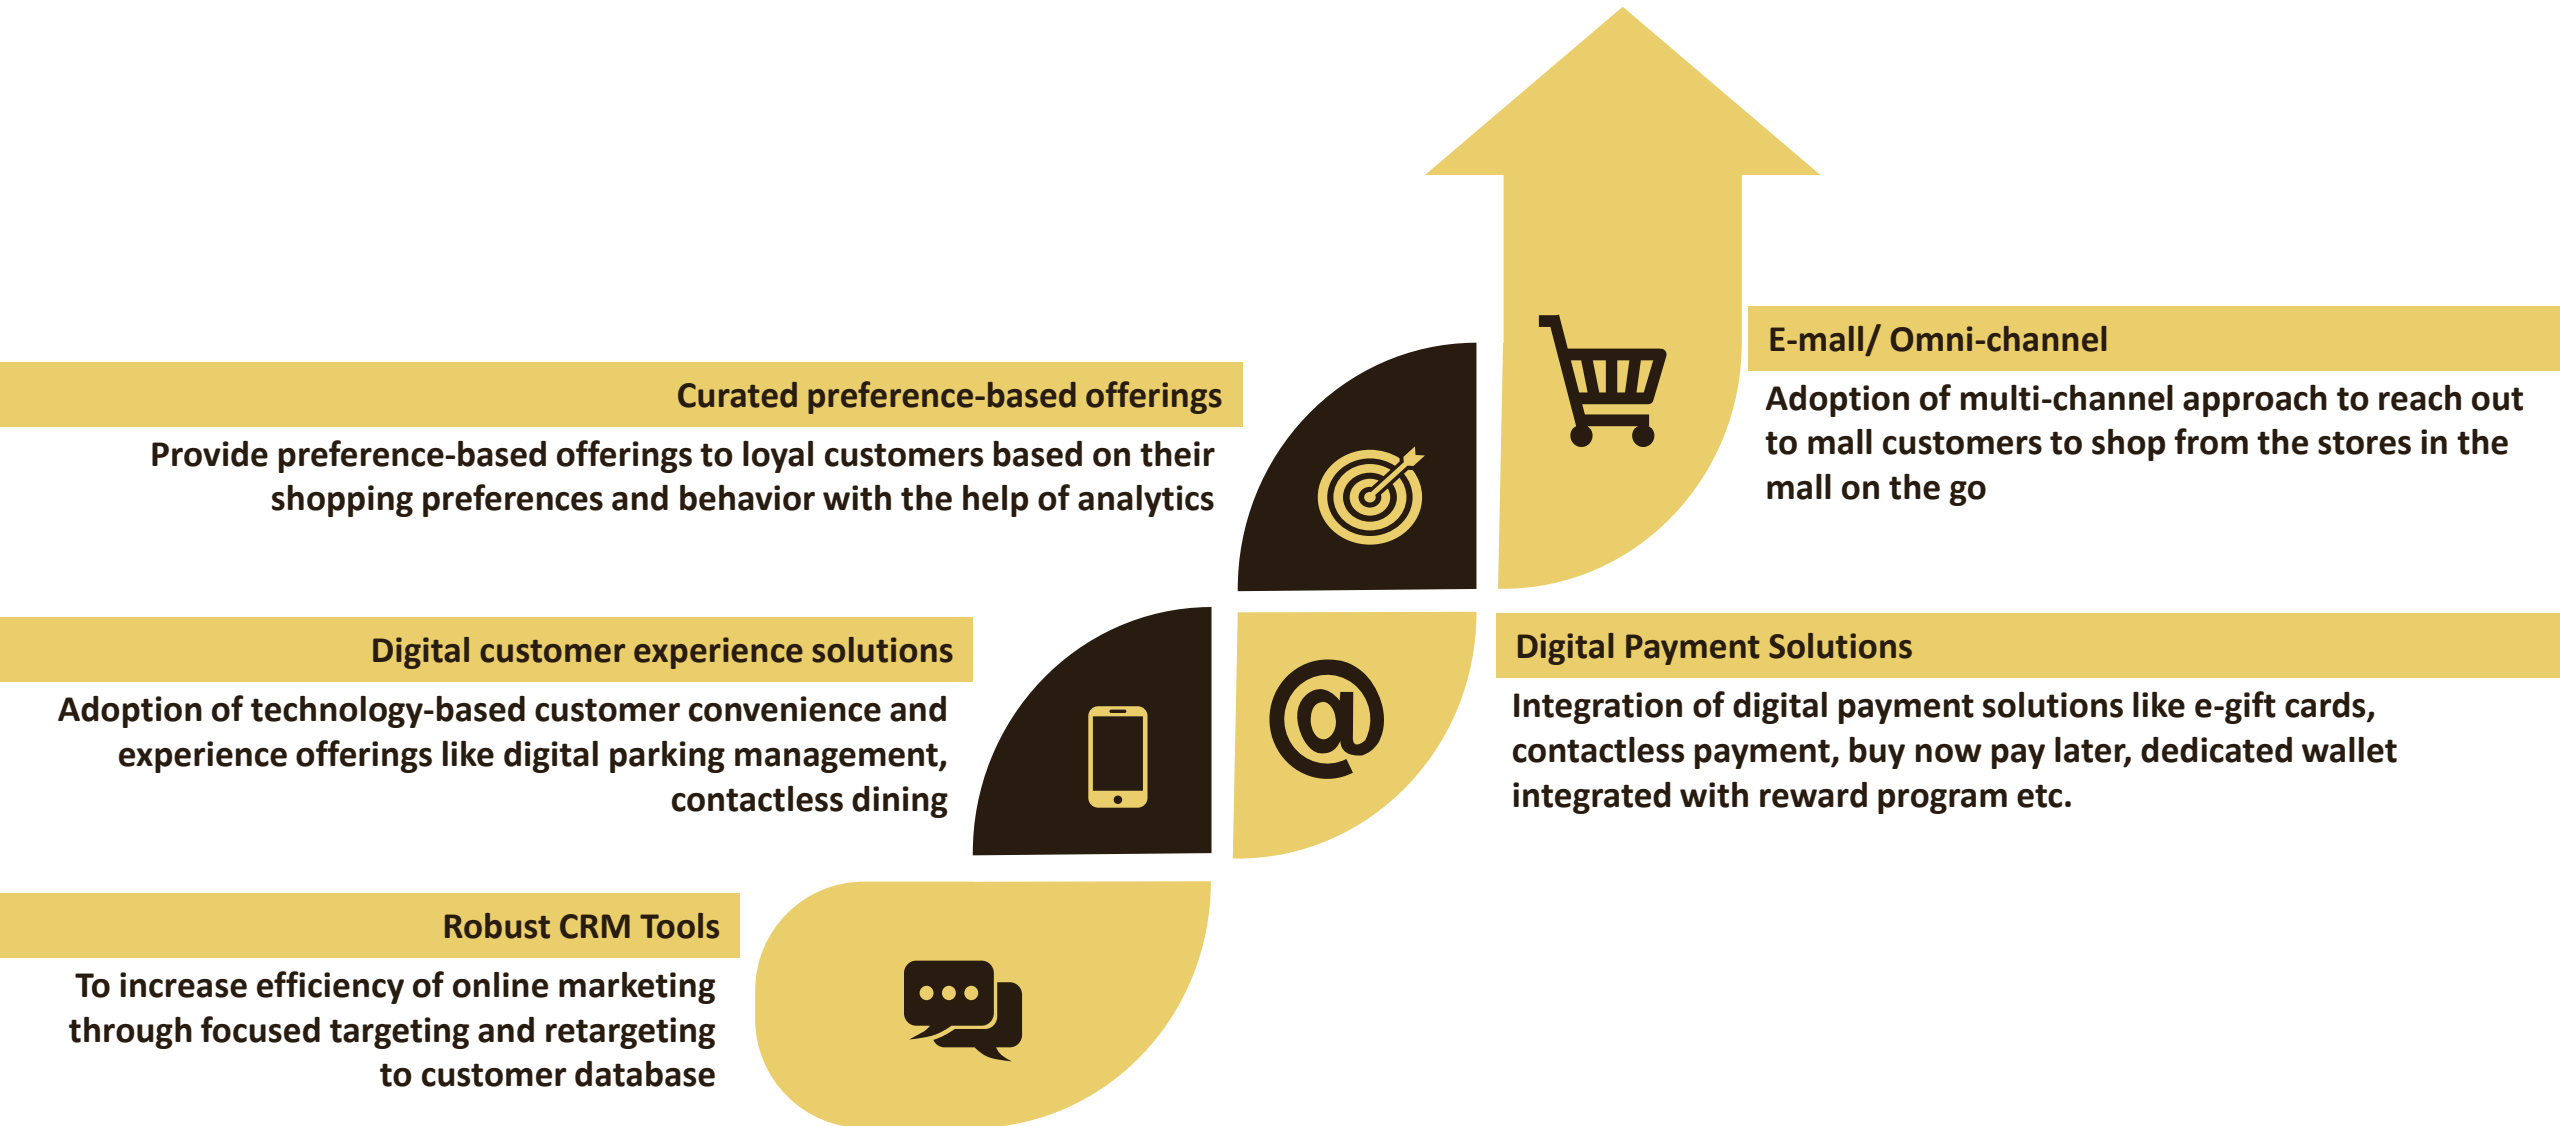 E-mall/ Omni-channel
Adoption of multi-channel approach to reach out
to mall customers to shop from the stores in the
mall on the go
Curated preference-based offerings
Provide preference-based offerings to loyal customers based on their
shopping preferences and behavior with the help of analytics
Digital customer experience solutions
Adoption of technology-based customer convenience and
experience offerings like digital parking management,
contactless dining
@
Digital Payment Solutions
Integration of digital payment solutions like e-gift cards,
contactless payment, buy now pay later, dedicated wallet
integrated with reward program etc.
Robust CRM Tools
To increase efficiency of online marketing
through focused targeting and retargeting
to customer database